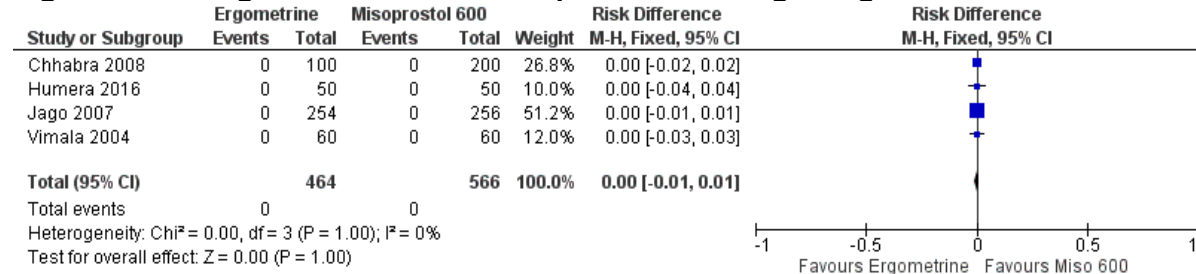 Ergometrine Misoprostol 600 Risk Difference Risk Difference
Study or Subgroup Events Total Events Total Weight M-H, Fixed, 95% CI M-H, Fixed, 95% CI
Chhabra 2008 0 100 0 200 26.8% 0.00 [-0.02, 0.02]
Humera 2016 0 50 0 50 10.0% 0.00 [-0.04, 0.04]
Jago 2007 0 254 0 256 51.2% 0.00 [-0.01, 0.01]
Vimala 2004 0 60 0 60 12.0% 0.00 [-0.03, 0.03]
Total (95% CI) 464 566 100.0% 0.00 [-0.01, 0.01]
Total events 0 0
Heterogeneity: Chi² = 0.00, df = 3 (P = 1.00); I² = 0%
Test for overall effect: Z = 0.00 (P = 1.00)
-1 -0.5 0 0.5 1
Favours Ergometrine Favours Miso 600